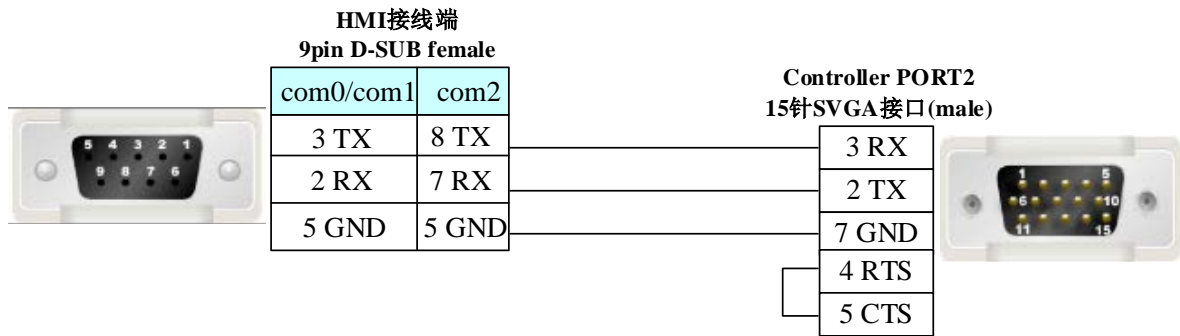 HMI接线端
9pin D-SUB female
com0/com1 com2
3 TX 8 TX
2 RX 7 RX
5 GND 5 GND
5 4 3 2 1
9 8 7 6
Controller PORT2
15针SVGA接口(male)
3 RX
2 TX
7 GND
4 RTS
5 CTS
1 5
6 10
11 15